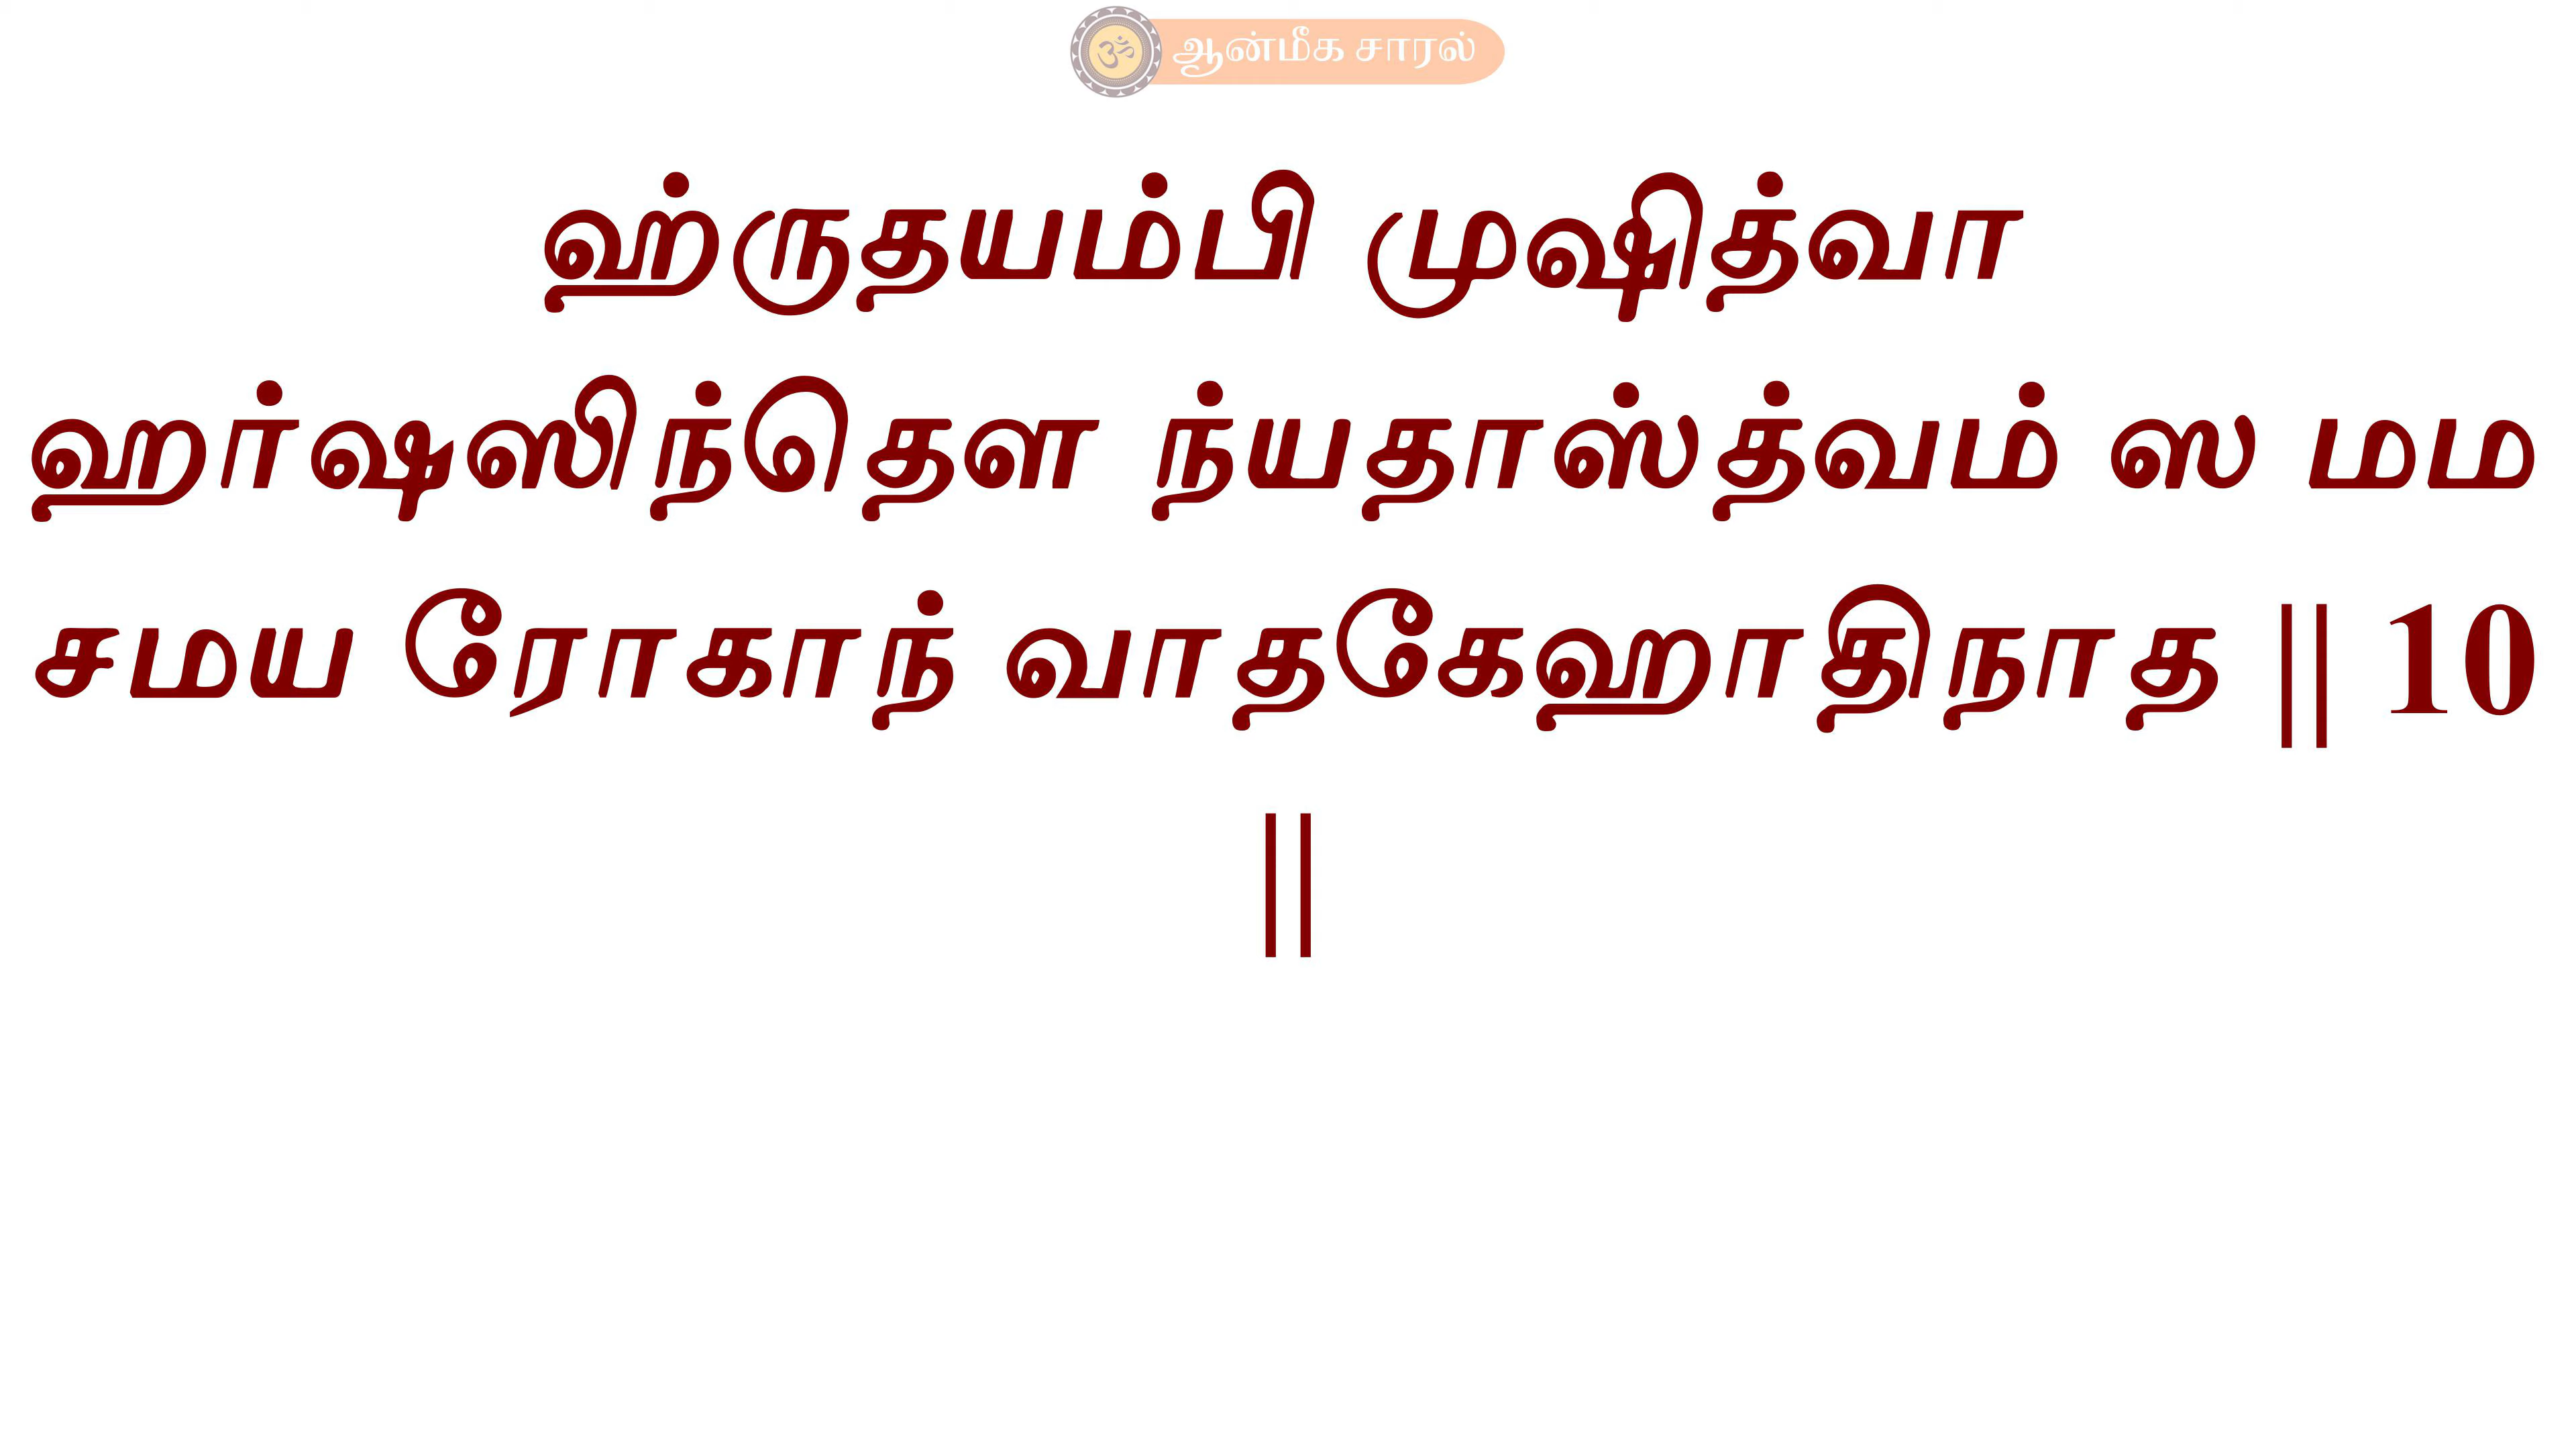 ஆன்மீக சாரல்
ஹ்ருதயம்பி முஷித்வா
ஹர்ஷஸிந்தௌ ந்யதாஸ்த்வம் ஸ மம
சமய ரோகாந் வாதகேஹாதிநாத || 10
||